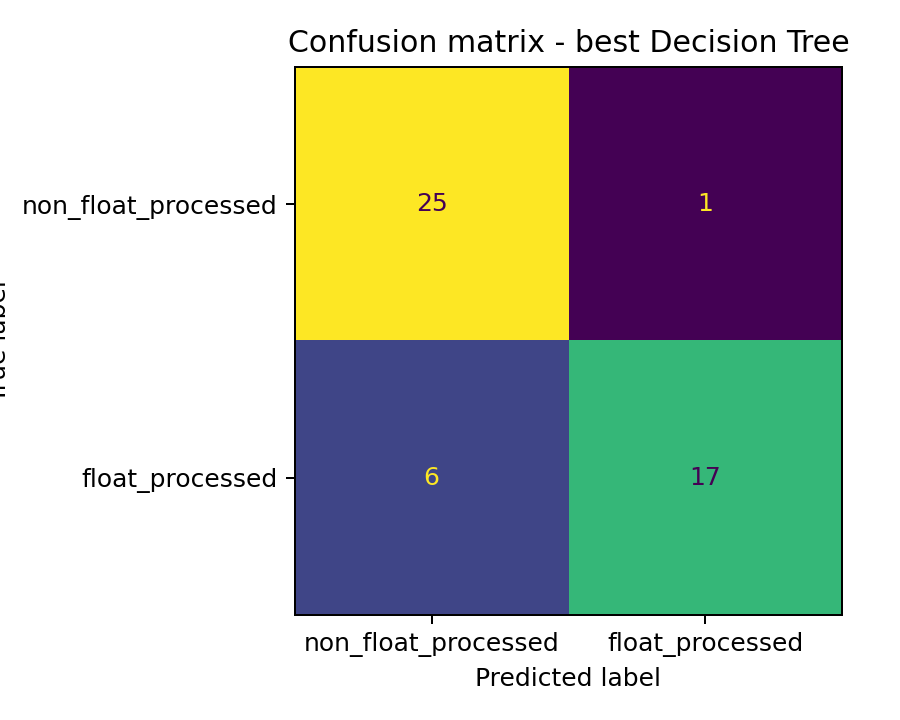 Confusion matrix - best Decision Tree
non_float_processed
25
1
float_processed
6
17
non_float_processed
float_processed
Predicted label